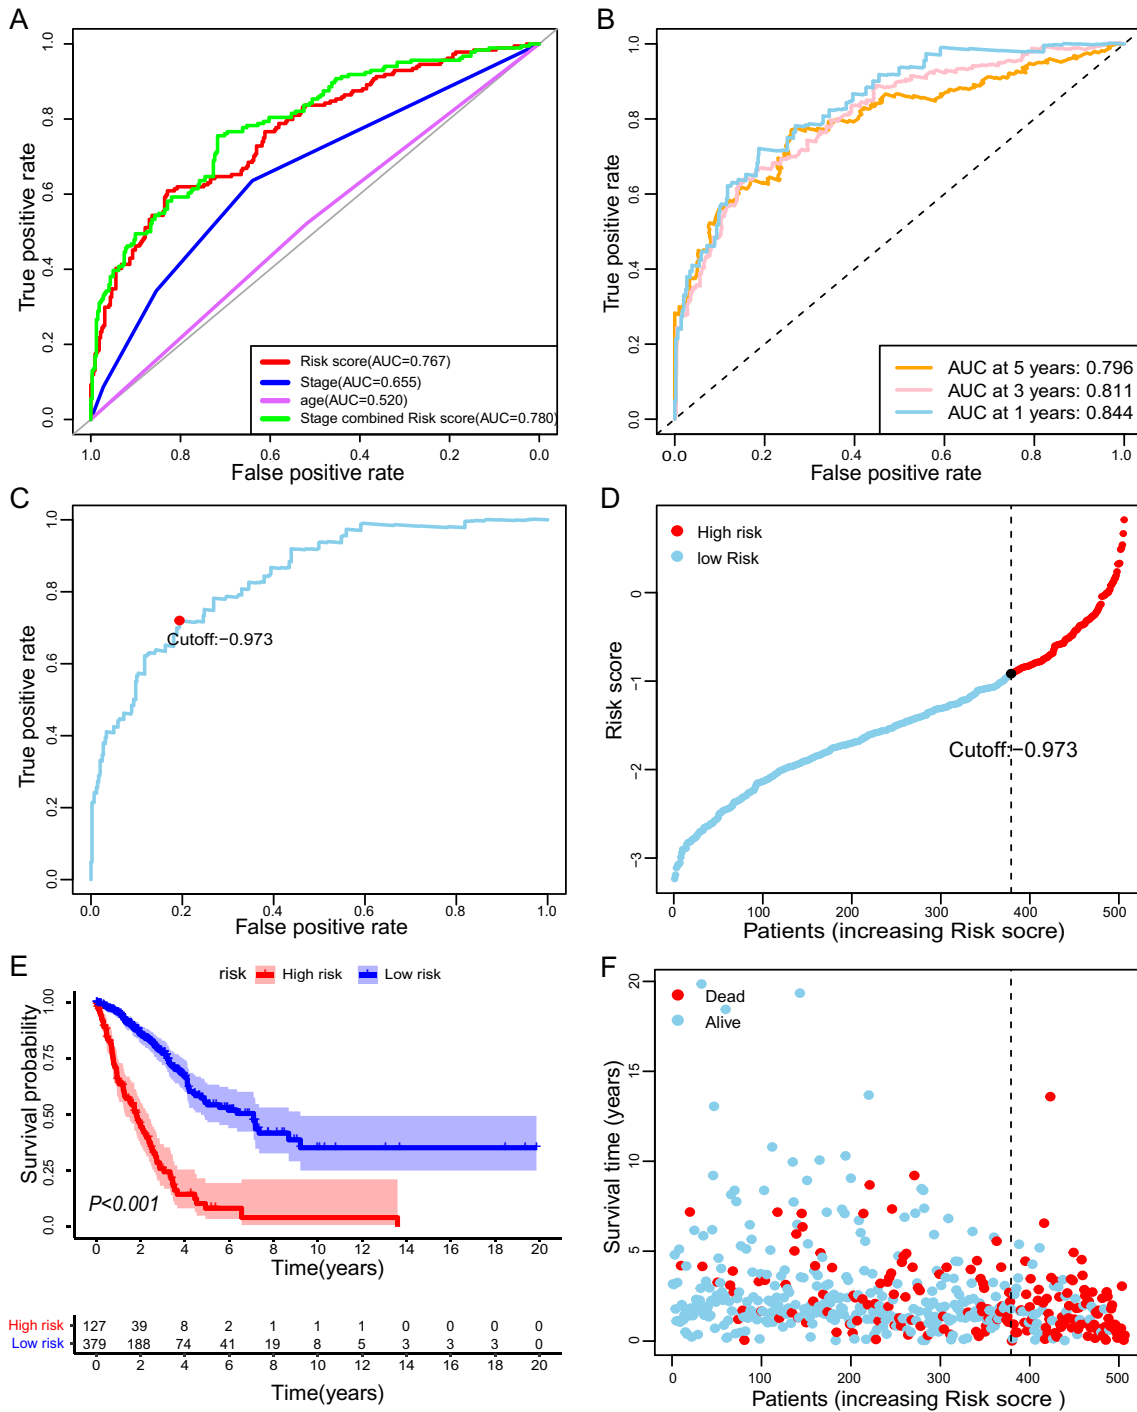 A
1.0
0.8
0.6
0.4
0.2
0.0
True positive rate
Risk score(AUC=0.767)
Stage(AUC=0.655)
age(AUC=0.520)
Stage combined Risk score(AUC=0.780)
1.0 0.8 0.6 0.4 0.2 0.0
False positive rate
B
1.0
0.8
0.6
0.4
0.2
0.0
True positive rate
AUC at 5 years: 0.796
AUC at 3 years: 0.811
AUC at 1 years: 0.844
0.0 0.2 0.4 0.6 0.8 1.0
False positive rate
C
1.0
0.8
0.6
0.4
0.2
0.0
True positive rate
Cutoff:−0.973
0.0 0.2 0.4 0.6 0.8 1.0
False positive rate
D
High risk
low Risk
0
−1
−2
−3
Risk score
Cutoff:−0.973
0 100 200 300 400 500
Patients (increasing Risk socre)
E
risk High risk Low risk
1.00
0.75
0.50
0.25
0.0
Survival probability
P<0.001
0 2 4 6 8 10 12 14 16 18 20
Time(years)
High risk 127 39 8 2 1 1 1 0 0 0 0
Low risk 379 188 74 41 19 8 5 3 3 3 0
0 2 4 6 8 10 12 14 16 18 20
Time(years)
F
Dead
Alive
20
15
10
5
0
Survival time (years)
0 100 200 300 400 500
Patients (increasing Risk socre )